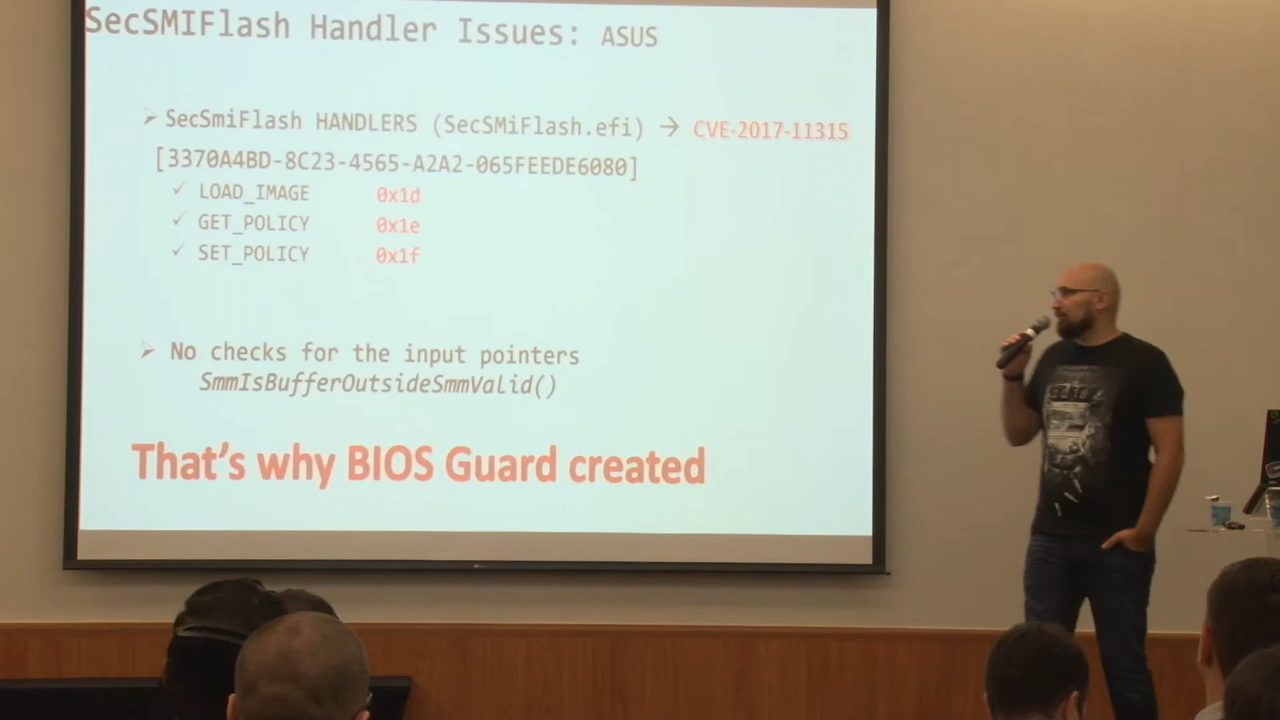 SecSMIFlash Handler Issues: ASUS
➢ SecSmiFlash HANDLERS (SecSMiFlash.efi) → CVE-2017-11315
[3370A4BD-8C23-4565-A2A2-065FEEDE6080]
✓ LOAD_IMAGE 0x1d
✓ GET_POLICY 0x1e
✓ SET_POLICY 0x1f
➢ No checks for the input pointers
SmmIsBufferOutsideSmmValid()
That's why BIOS Guard created